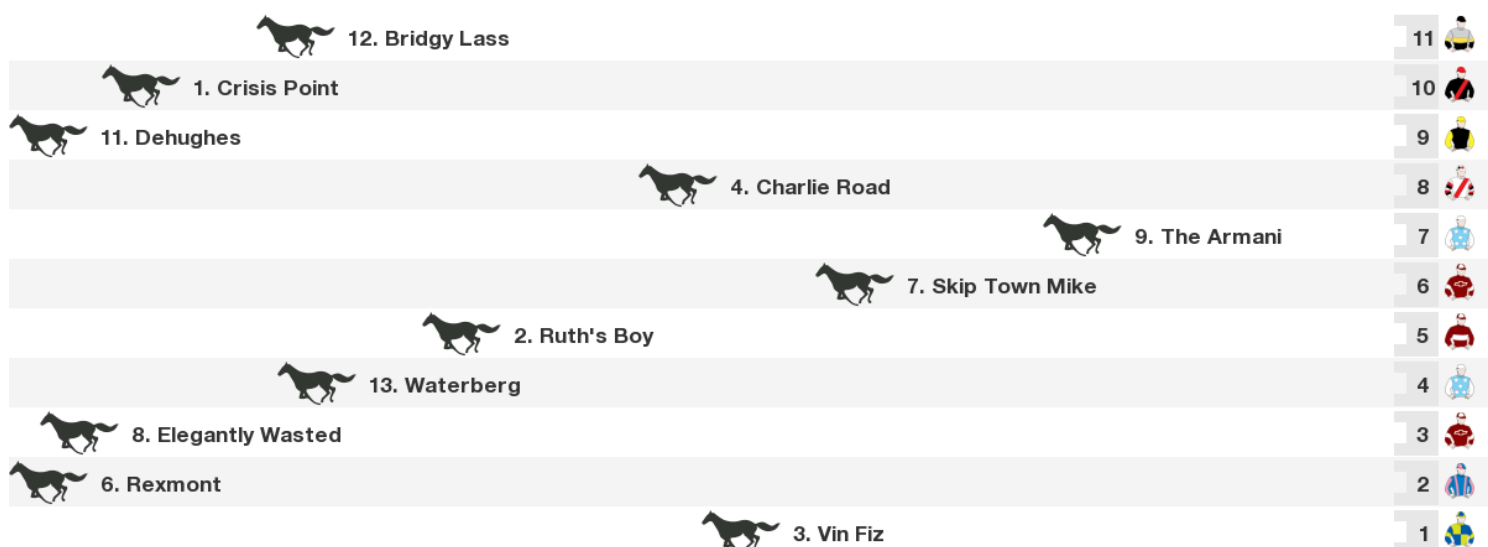 12. Bridgy Lass 11
1. Crisis Point 10
11. Dehughes 9
4. Charlie Road 8
9. The Armani 7
7. Skip Town Mike 6
2. Ruth's Boy 5
13. Waterberg 4
8. Elegantly Wasted 3
6. Rexmont 2
3. Vin Fiz 1